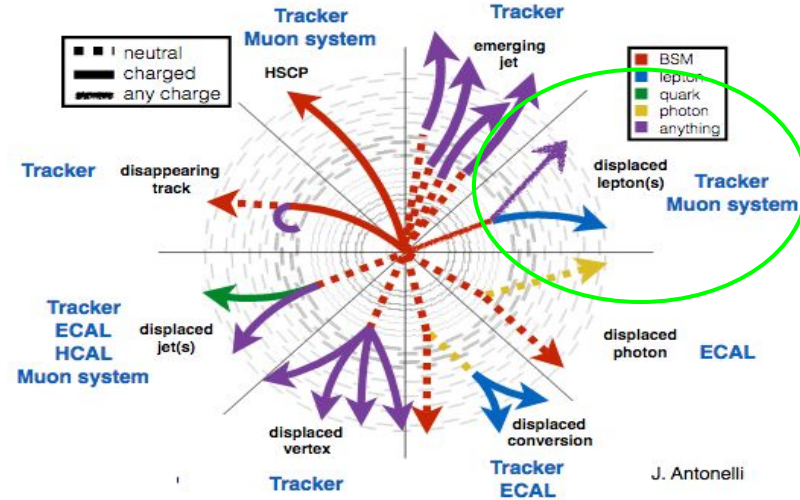 Tracker
Muon system
Tracker
neutral
charged
any charge
HSCP
emerging
jet
BSM
lepton
quark
photon
anything
Tracker
disappearing
track
displaced
lepton(s)
Tracker
Muon system
Tracker
ECAL
HCAL
Muon system
displaced
jet(s)
displaced
photon
ECAL
displaced
vertex
Tracker
displaced
conversion
Tracker
ECAL
J. Antonelli